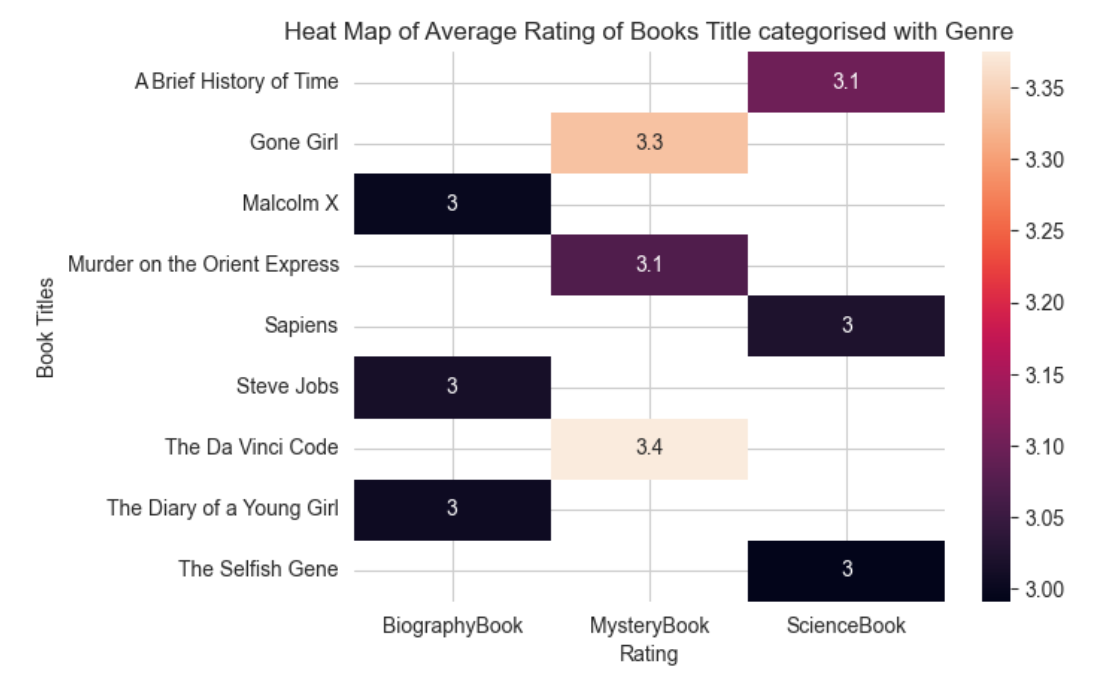 Heat Map of Average Rating of Books Title categorised with Genre
A Brief History of Time
3.1
Gone Girl
3.3
Malcolm X
3
Murder on the Orient Express
3.1
Sapiens
3
Steve Jobs
3
The Da Vinci Code
3.4
The Diary of a Young Girl
3
The Selfish Gene
3
Book Titles
BiographyBook
MysteryBook
ScienceBook
Rating
3.35
3.30
3.25
3.20
3.15
3.10
3.05
3.00